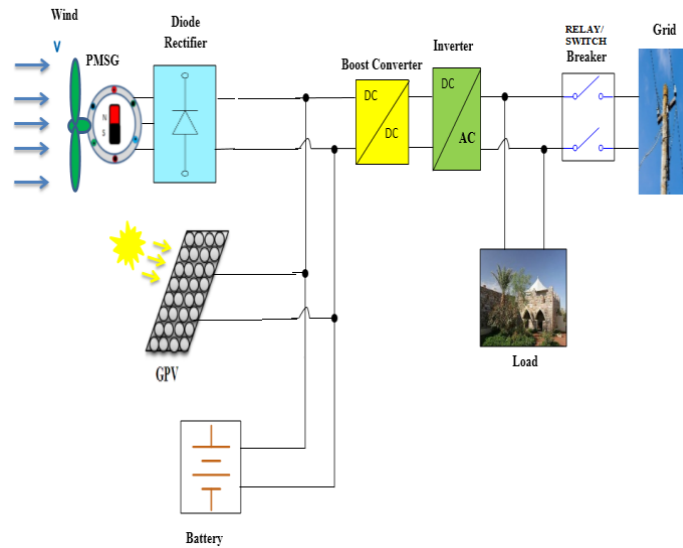 Wind
Diode
Rectifier
RELAY/
SWITCH
Breaker
Grid
V
PMSG
Boost Converter
Inverter
N
S
DC
DC
DC
AC
GPV
Load
Battery